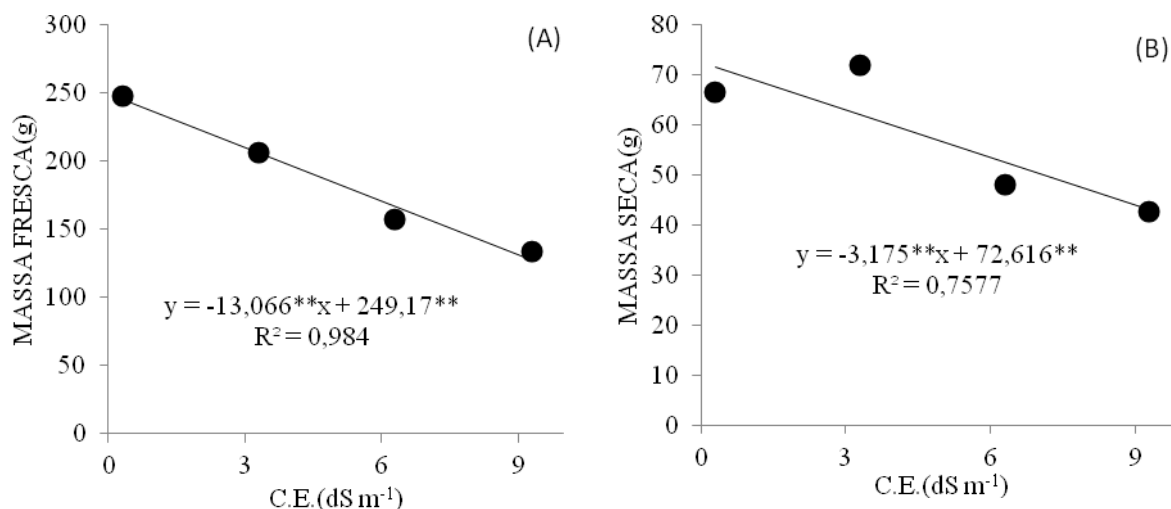 (A)
MASSA FRESCA(g)
300
250
200
150
100
50
0
y = -13,066**x + 249,17**
R² = 0,984
0 3 6 9
C.E.(dS m⁻¹)
(B)
MASSA SECA(g)
80
70
60
50
40
30
20
10
0
y = -3,175**x + 72,616**
R² = 0,7577
0 3 6 9
C.E.(dS m⁻¹)